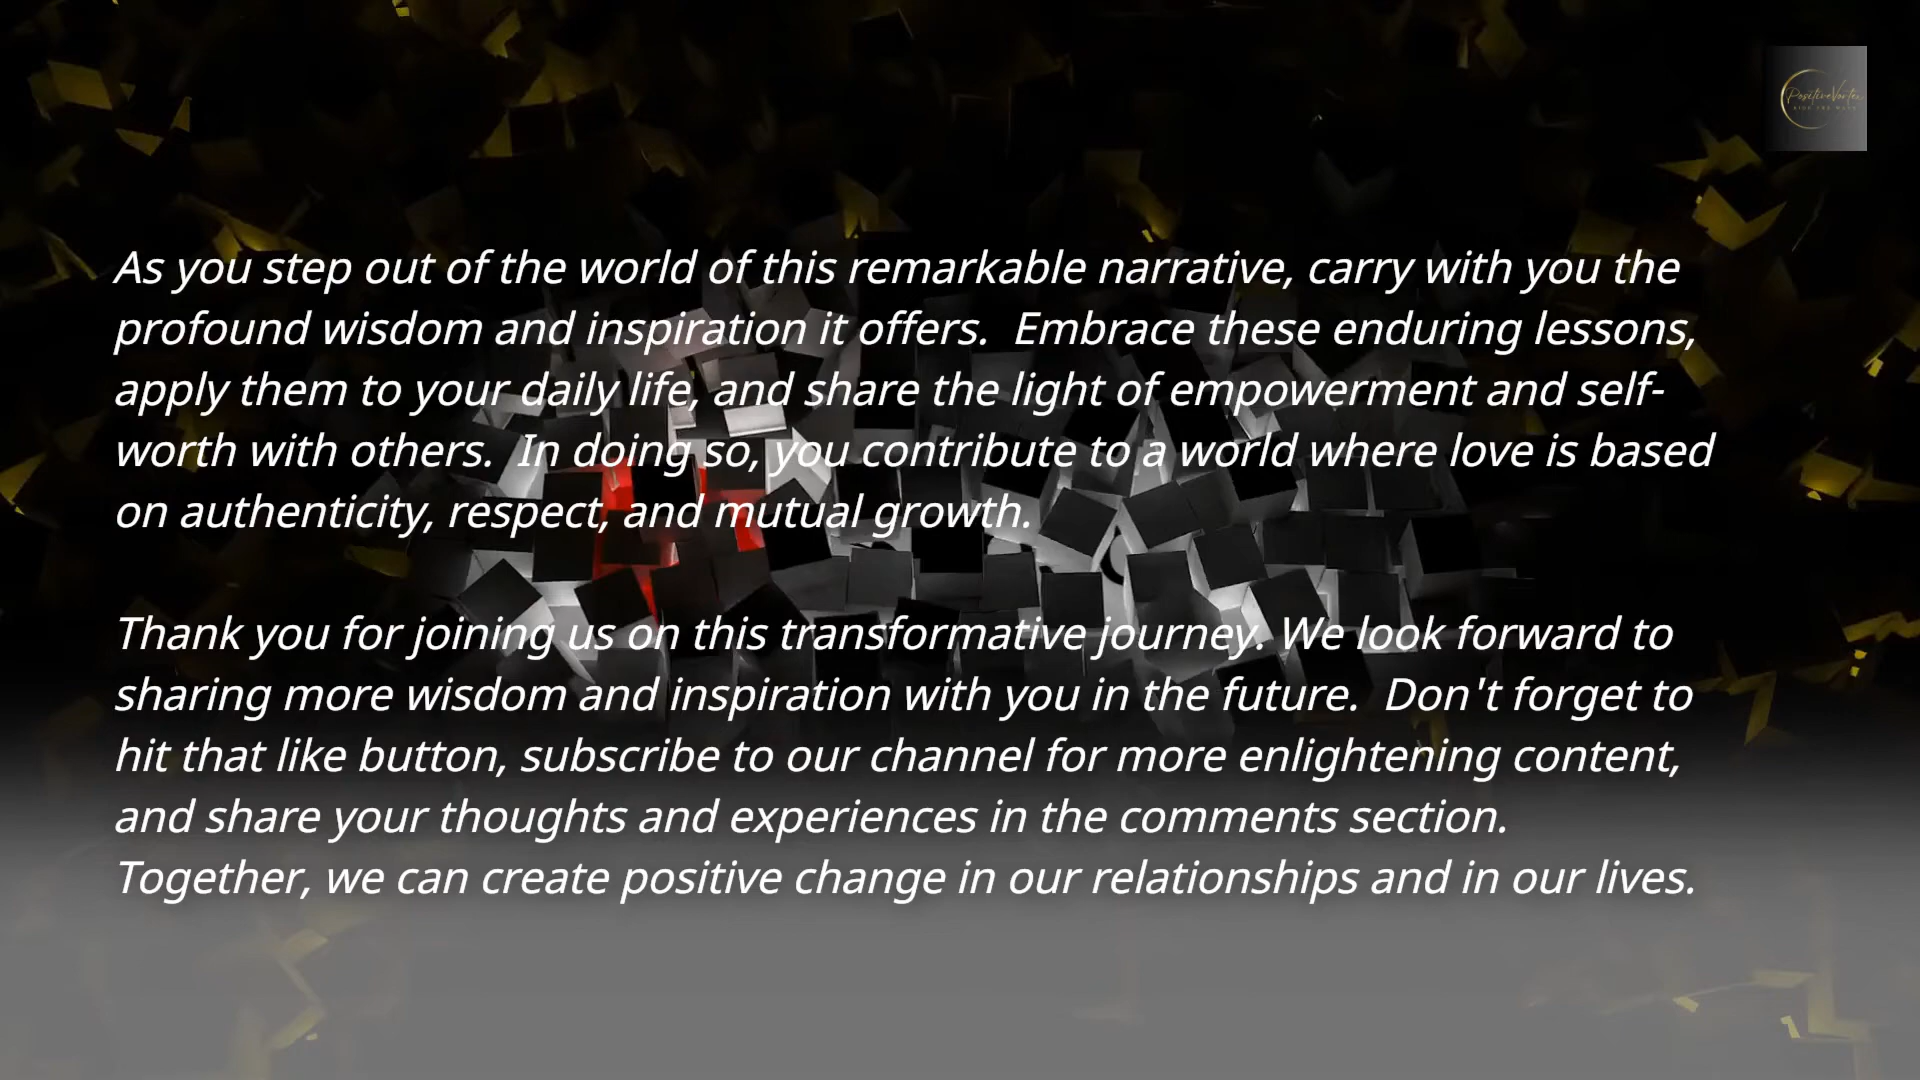 PositiveVortex
As you step out of the world of this remarkable narrative, carry with you the
profound wisdom and inspiration it offers.  Embrace these enduring lessons,
apply them to your daily life, and share the light of empowerment and self-
worth with others.  In doing so, you contribute to a world where love is based
on authenticity, respect, and mutual growth.
Thank you for joining us on this transformative journey. We look forward to
sharing more wisdom and inspiration with you in the future.  Don't forget to
hit that like button, subscribe to our channel for more enlightening content,
and share your thoughts and experiences in the comments section.
Together, we can create positive change in our relationships and in our lives.